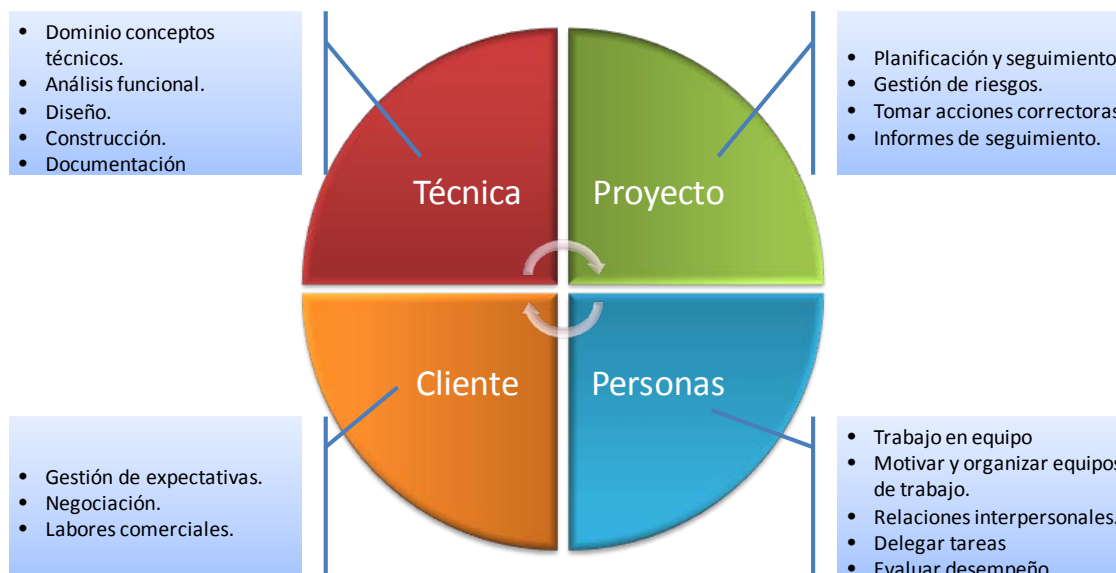 • Dominio conceptos
técnicos.
• Análisis funcional.
• Diseño.
• Construcción.
• Documentación
Técnica
Proyecto
• Planificación y seguimiento
• Gestión de riesgos.
• Tomar acciones correctoras
• Informes de seguimiento.
Cliente
Personas
• Gestión de expectativas.
• Negociación.
• Labores comerciales.
• Trabajo en equipo
• Motivar y organizar equipos
de trabajo.
• Relaciones interpersonales.
• Delegar tareas
• Evaluar desempeño